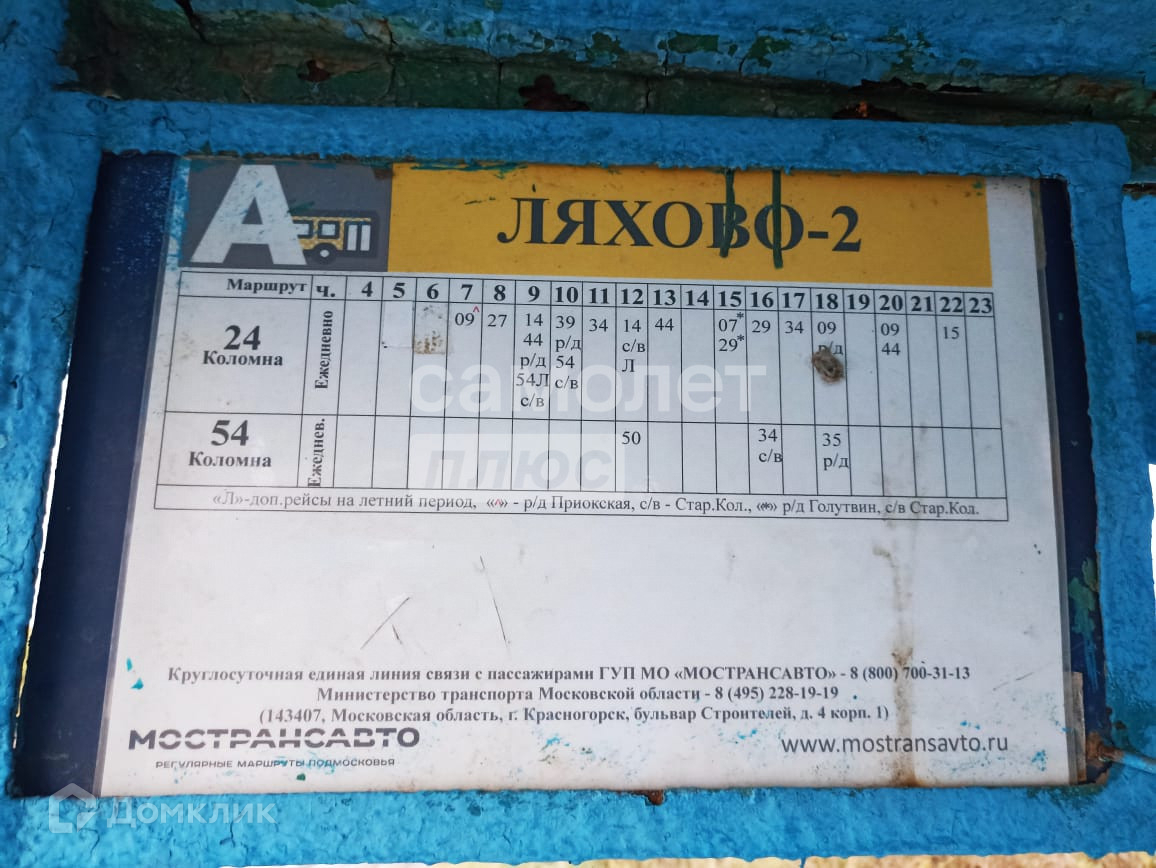 А
ЛЯХОВО-2
Маршрут ч. 4 5 6 7 8 9 10 11 12 13 14 15 16 17 18 19 20 21 22 23
24
Коломна
Ежедневно
09^ 27 14 39 34 14 44 07* 29 34 09 09 15
44 р/д с/в 29* р/д 44
р/д 54 Л
54Л с/в
с/в
54
Коломна
Ежеднев.
50 34 35
с/в р/д
«Л»-доп.рейсы на летний период, «^» - р/д Приокская, с/в - Стар.Кол., «*» р/д Голутвин, с/в Стар.Кол.
самолет
плюс
Круглосуточная единая линия связи с пассажирами ГУП МО «МОСТРАНСАВТО» - 8 (800) 700-31-13
Министерство транспорта Московской области - 8 (495) 228-19-19
(143407, Московская область, г. Красногорск, бульвар Строителей, д. 4 корп. 1)
МОСТРАНСАВТО
РЕГУЛЯРНЫЕ МАРШРУТЫ ПОДМОСКОВЬЯ
www.mostransavto.ru
Домклик